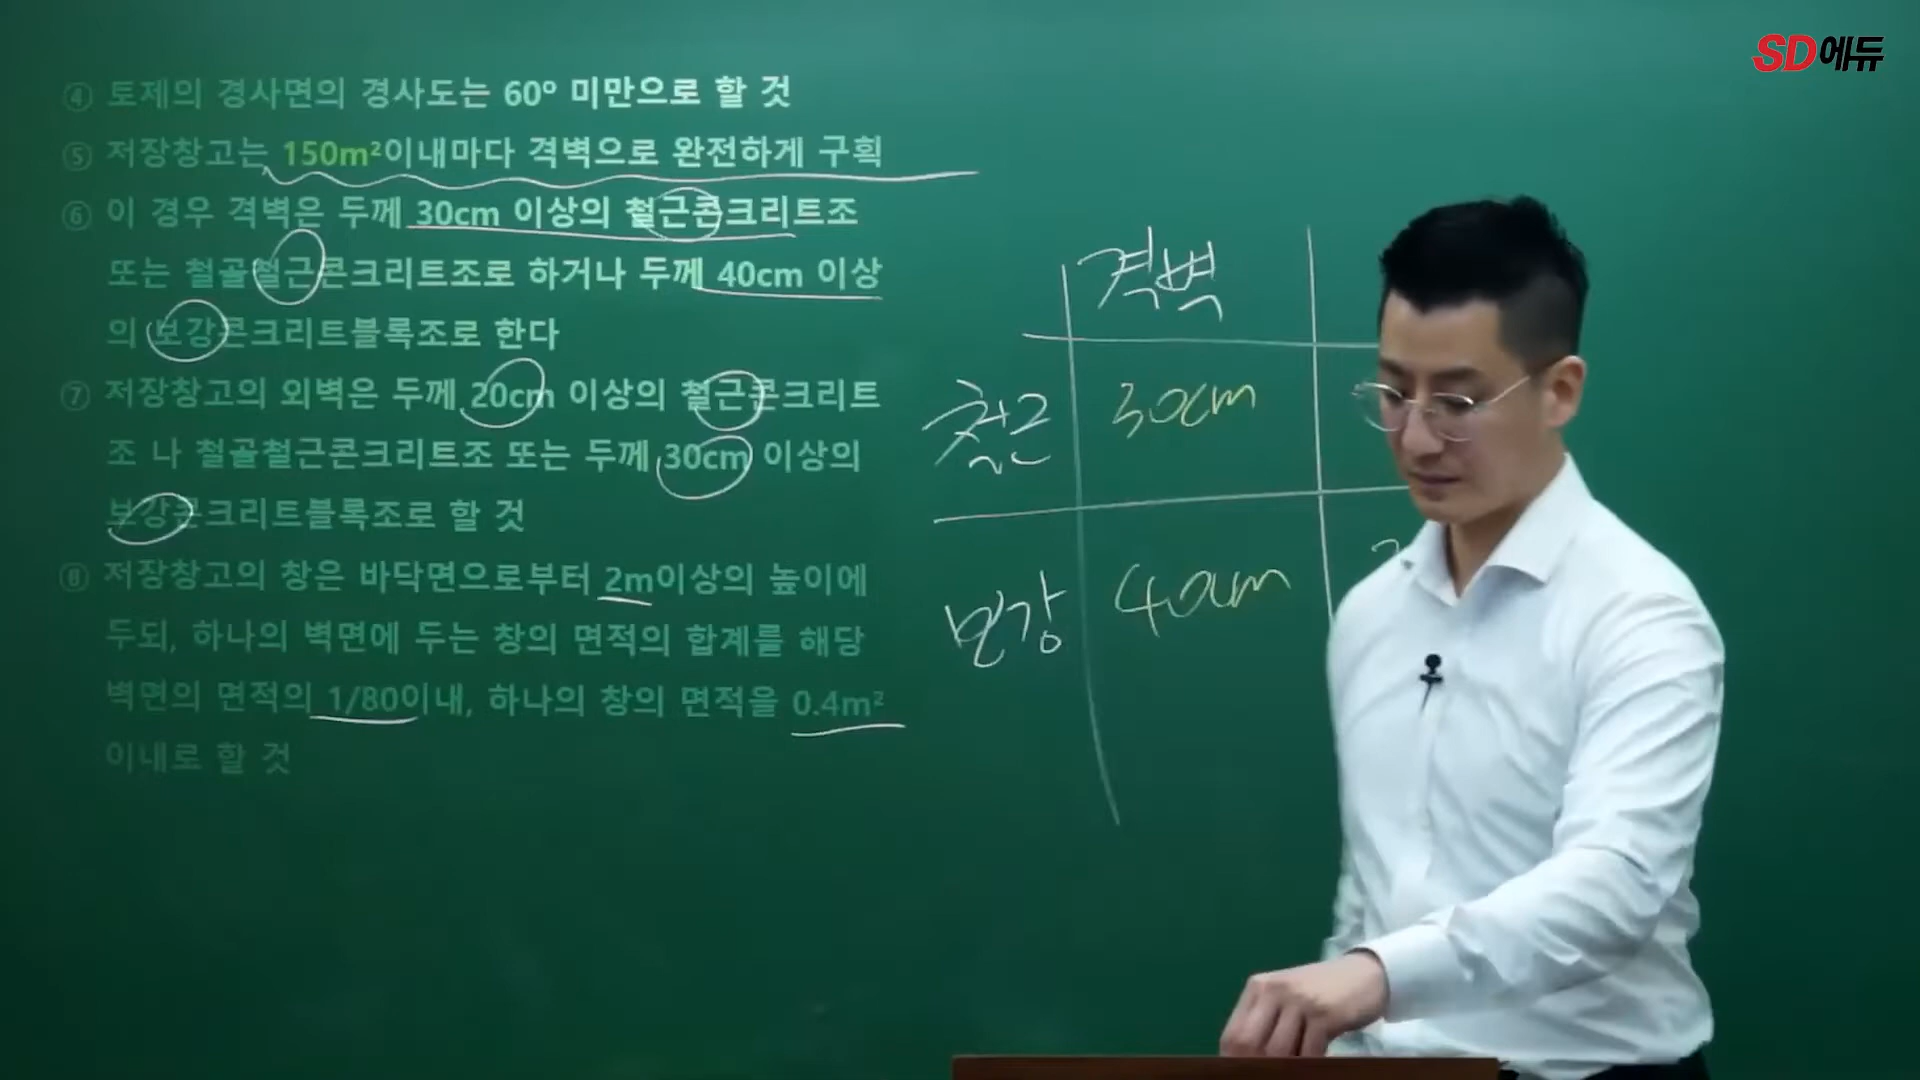 SD에듀
④ 토제의 경사면의 경사도는 60° 미만으로 할 것
⑤ 저장창고는 150m²이내마다 격벽으로 완전하게 구획
⑥ 이 경우 격벽은 두께 30cm 이상의 철근콘크리트조
또는 철골철근콘크리트조로 하거나 두께 40cm 이상
의 보강콘크리트블록조로 한다
⑦ 저장창고의 외벽은 두께 20cm 이상의 철근콘크리트
조 나 철골철근콘크리트조 또는 두께 30cm 이상의
보강콘크리트블록조로 할 것
⑧ 저장창고의 창은 바닥면으로부터 2m이상의 높이에
두되, 하나의 벽면에 두는 창의 면적의 합계를 해당
벽면의 면적의 1/80이내, 하나의 창의 면적을 0.4m²
이내로 할 것
격벽
철근 30cm
보강 40cm